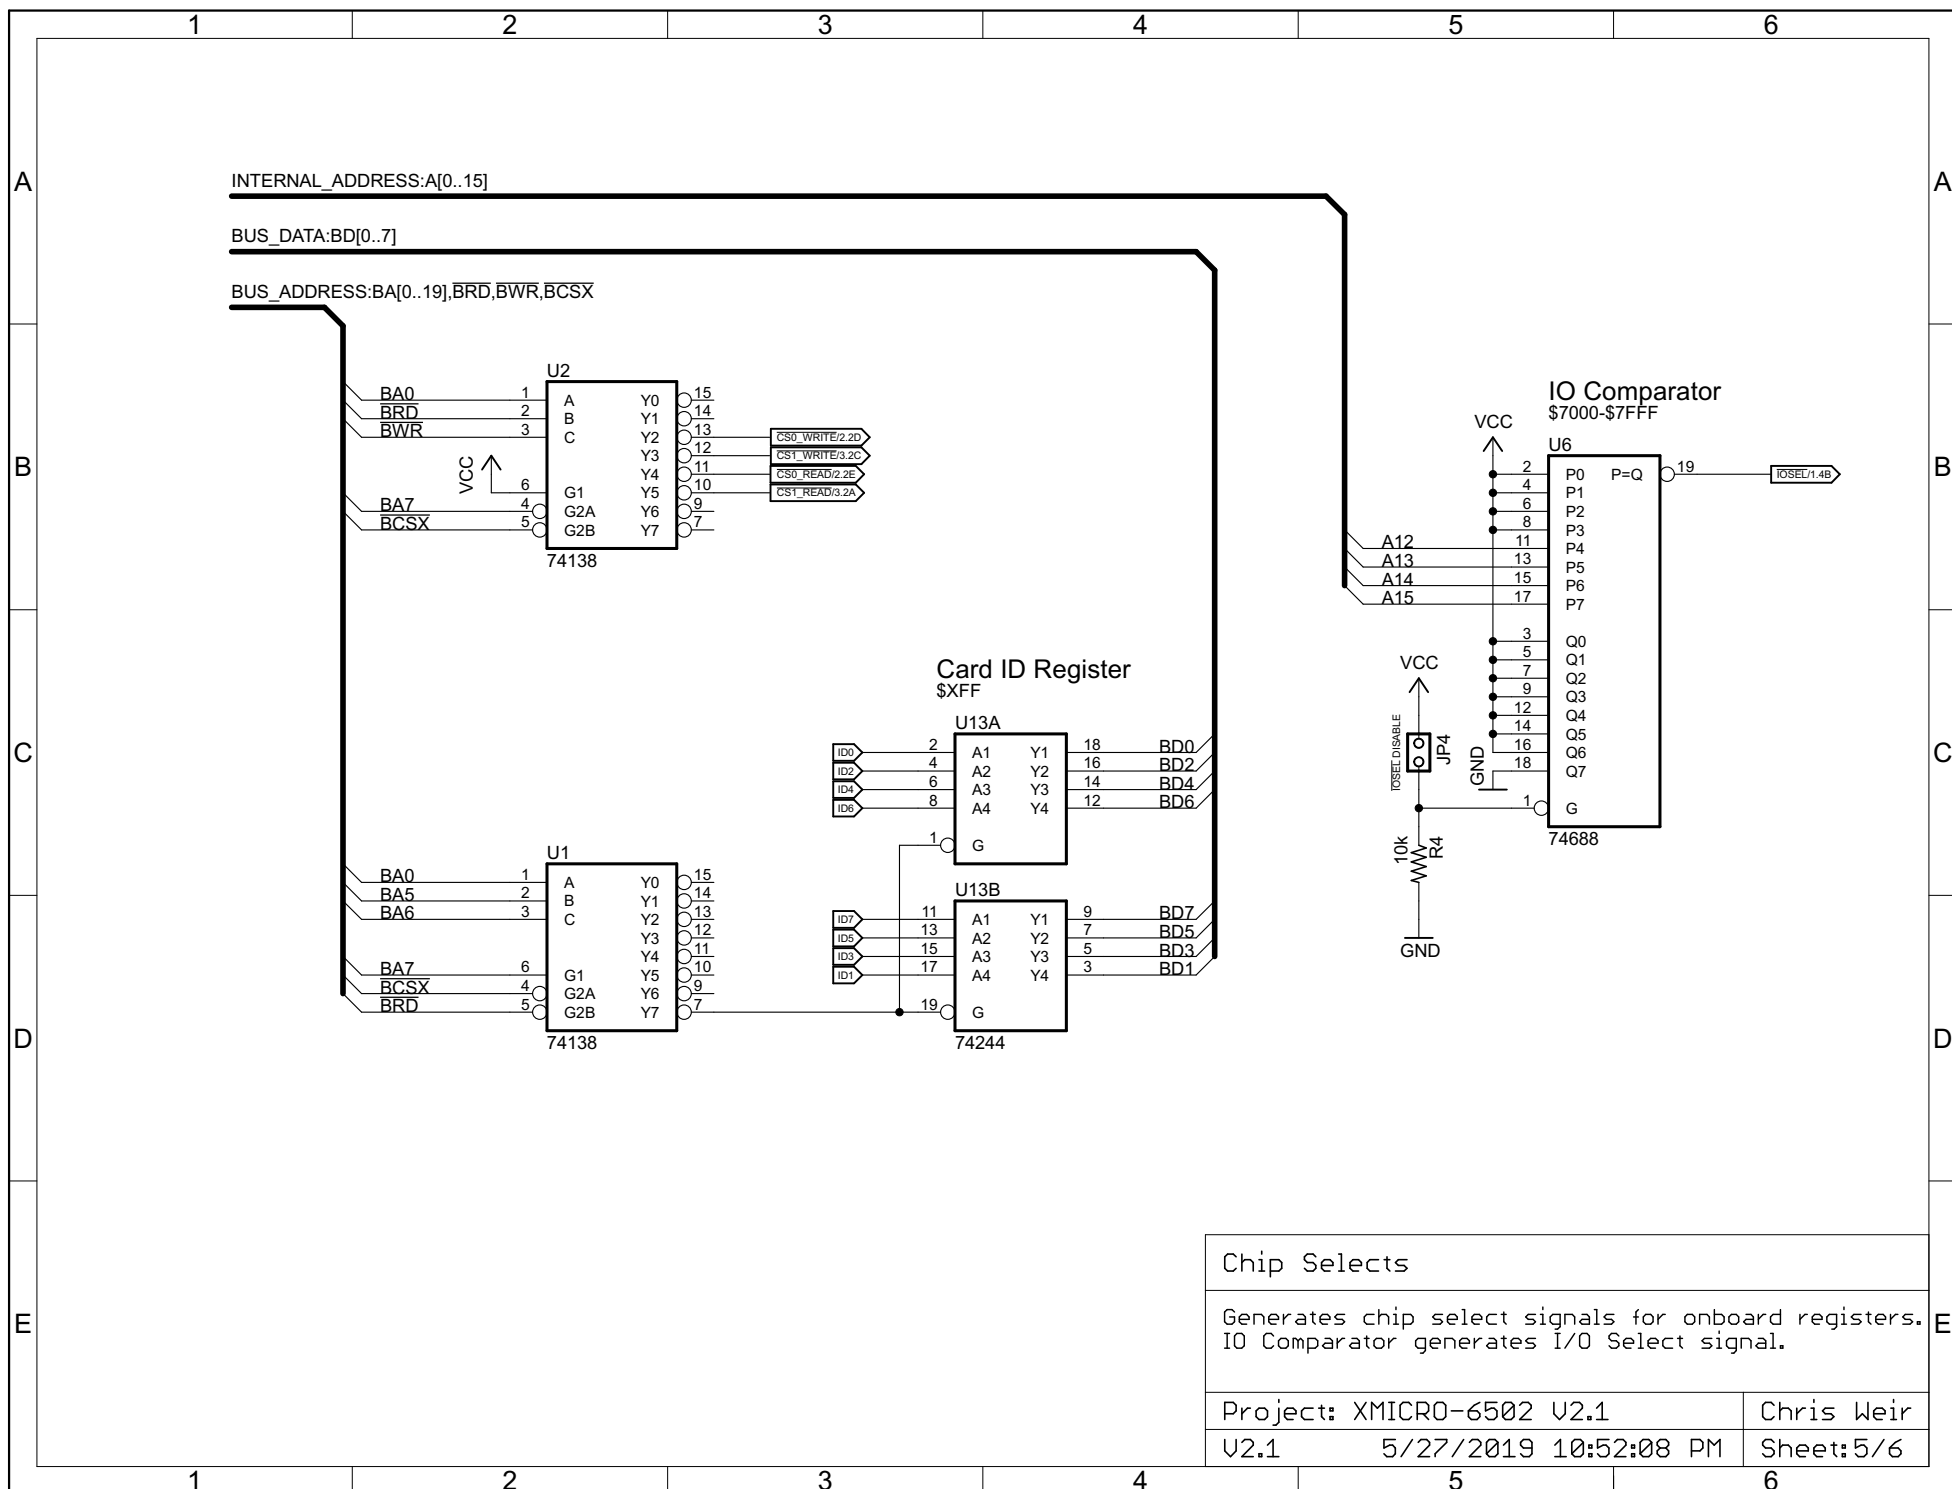 1 2 3 4 5 6
A A
INTERNAL_ADDRESS:A[0..15]
BUS_DATA:BD[0..7]
BUS_ADDRESS:BA[0..19],BRD,BWR,BCSX
B B
U2
BA0 1 A Y0 15
BRD 2 B Y1 14
BWR 3 C Y2 13 CS0_WRITE/2.2D
Y3 12 CS1_WRITE/3.2C
Y4 11 CS0_READ/2.2E
VCC 6 G1 Y5 10 CS1_READ/3.2A
BA7 4 G2A Y6 9
BCSX 5 G2B Y7 7
74138
IO Comparator
$7000-$7FFF
VCC
U6
2 P0 P=Q 19 IOSEL/1.4B
4 P1
6 P2
8 P3
A12 11 P4
A13 13 P5
A14 15 P6
A15 17 P7
3 Q0
5 Q1
7 Q2
9 Q3
12 Q4
14 Q5
16 Q6
GND 18 Q7
1 G
74688
VCC
IOSEL DISABLE
JP4
10k
R4
GND
C C
Card ID Register
$XFF
U13A
ID0 2 A1 Y1 18 BD0
ID2 4 A2 Y2 16 BD2
ID4 6 A3 Y3 14 BD4
ID6 8 A4 Y4 12 BD6
1 G
U13B
ID7 11 A1 Y1 9 BD7
ID5 13 A2 Y2 7 BD5
ID3 15 A3 Y3 5 BD3
ID1 17 A4 Y4 3 BD1
19 G
74244
U1
BA0 1 A Y0 15
BA5 2 B Y1 14
BA6 3 C Y2 13
Y3 12
Y4 11
BA7 6 G1 Y5 10
BCSX 4 G2A Y6 9
BRD 5 G2B Y7 7
74138
D D
E E
Chip Selects
Generates chip select signals for onboard registers.
IO Comparator generates I/O Select signal.
Project: XMICRO-6502 V2.1 Chris Weir
V2.1 5/27/2019 10:52:08 PM Sheet:5/6
1 2 3 4 5 6